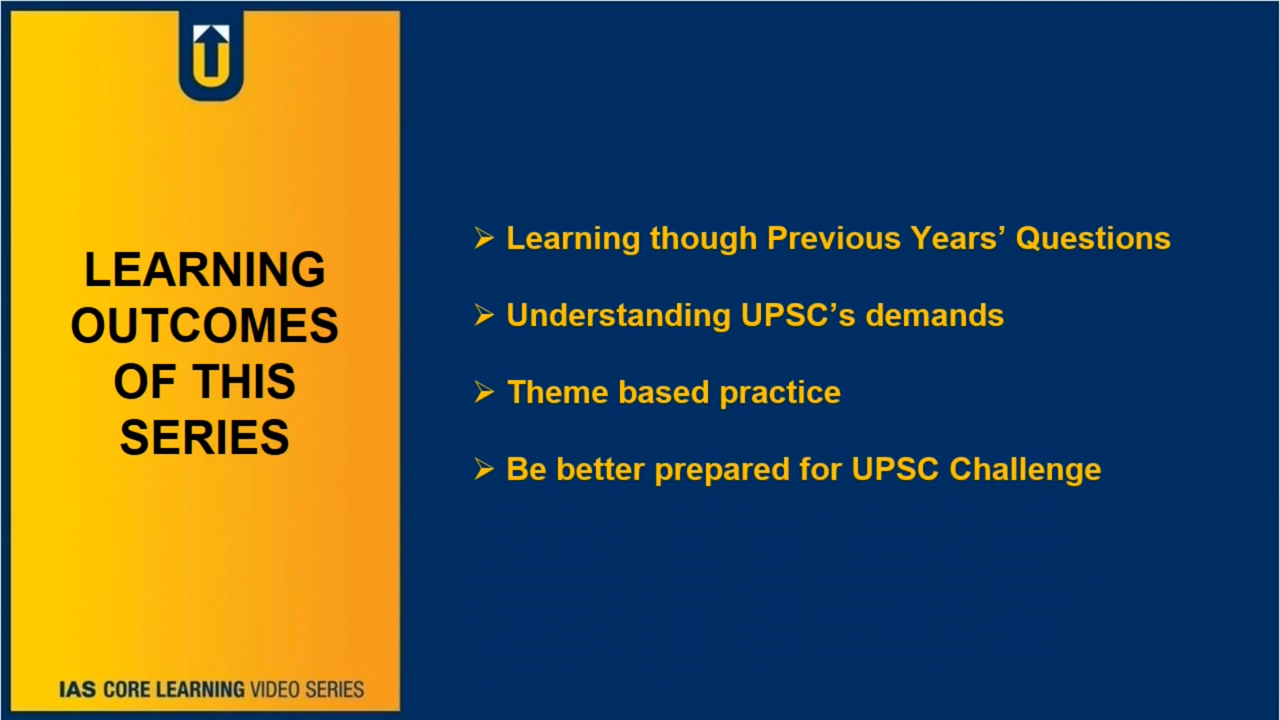 LEARNING
OUTCOMES
OF THIS
SERIES
IAS CORE LEARNING VIDEO SERIES
➢ Learning though Previous Years’ Questions
➢ Understanding UPSC’s demands
➢ Theme based practice
➢ Be better prepared for UPSC Challenge